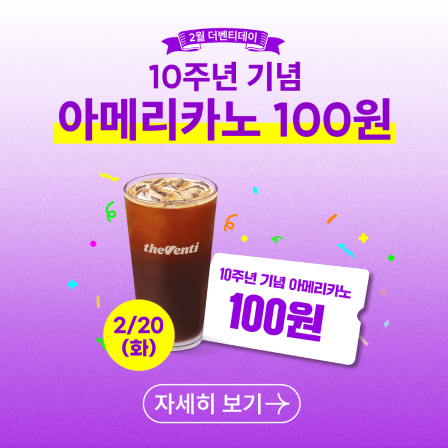 2월 더벤티데이
10주년 기념
아메리카노 100원
theVenti
10주년 기념 아메리카노
100원
2/20
(화)
자세히 보기